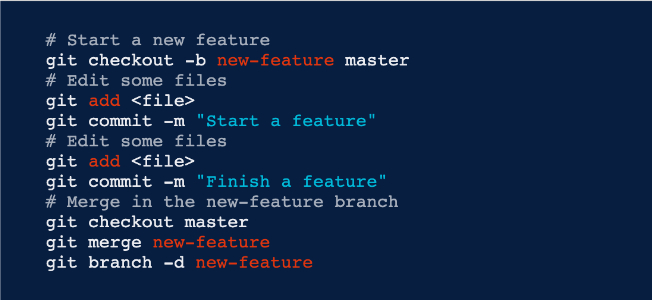 # Start a new feature
git checkout -b new-feature master
# Edit some files
git add <file>
git commit -m "Start a feature"
# Edit some files
git add <file>
git commit -m "Finish a feature"
# Merge in the new-feature branch
git checkout master
git merge new-feature
git branch -d new-feature